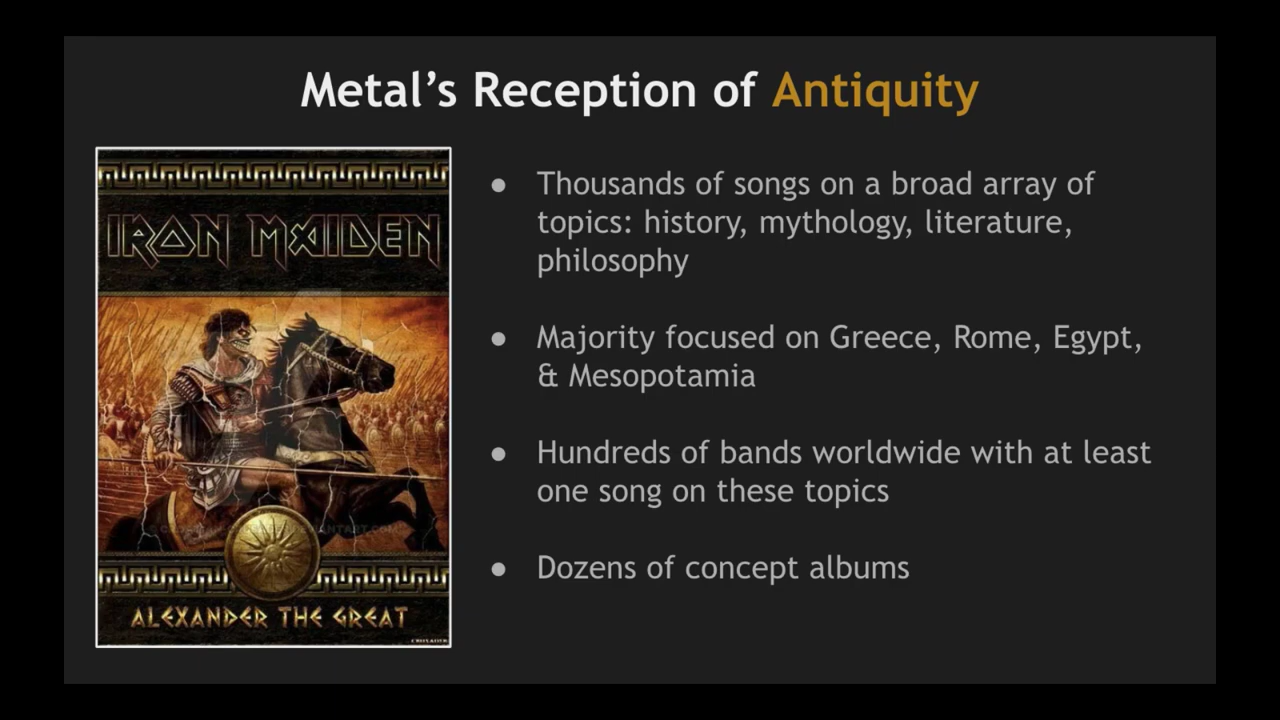 Metal’s Reception of Antiquity
IRON MAIDEN
ALEXANDER THE GREAT
● Thousands of songs on a broad array of
topics: history, mythology, literature,
philosophy
● Majority focused on Greece, Rome, Egypt,
& Mesopotamia
● Hundreds of bands worldwide with at least
one song on these topics
● Dozens of concept albums